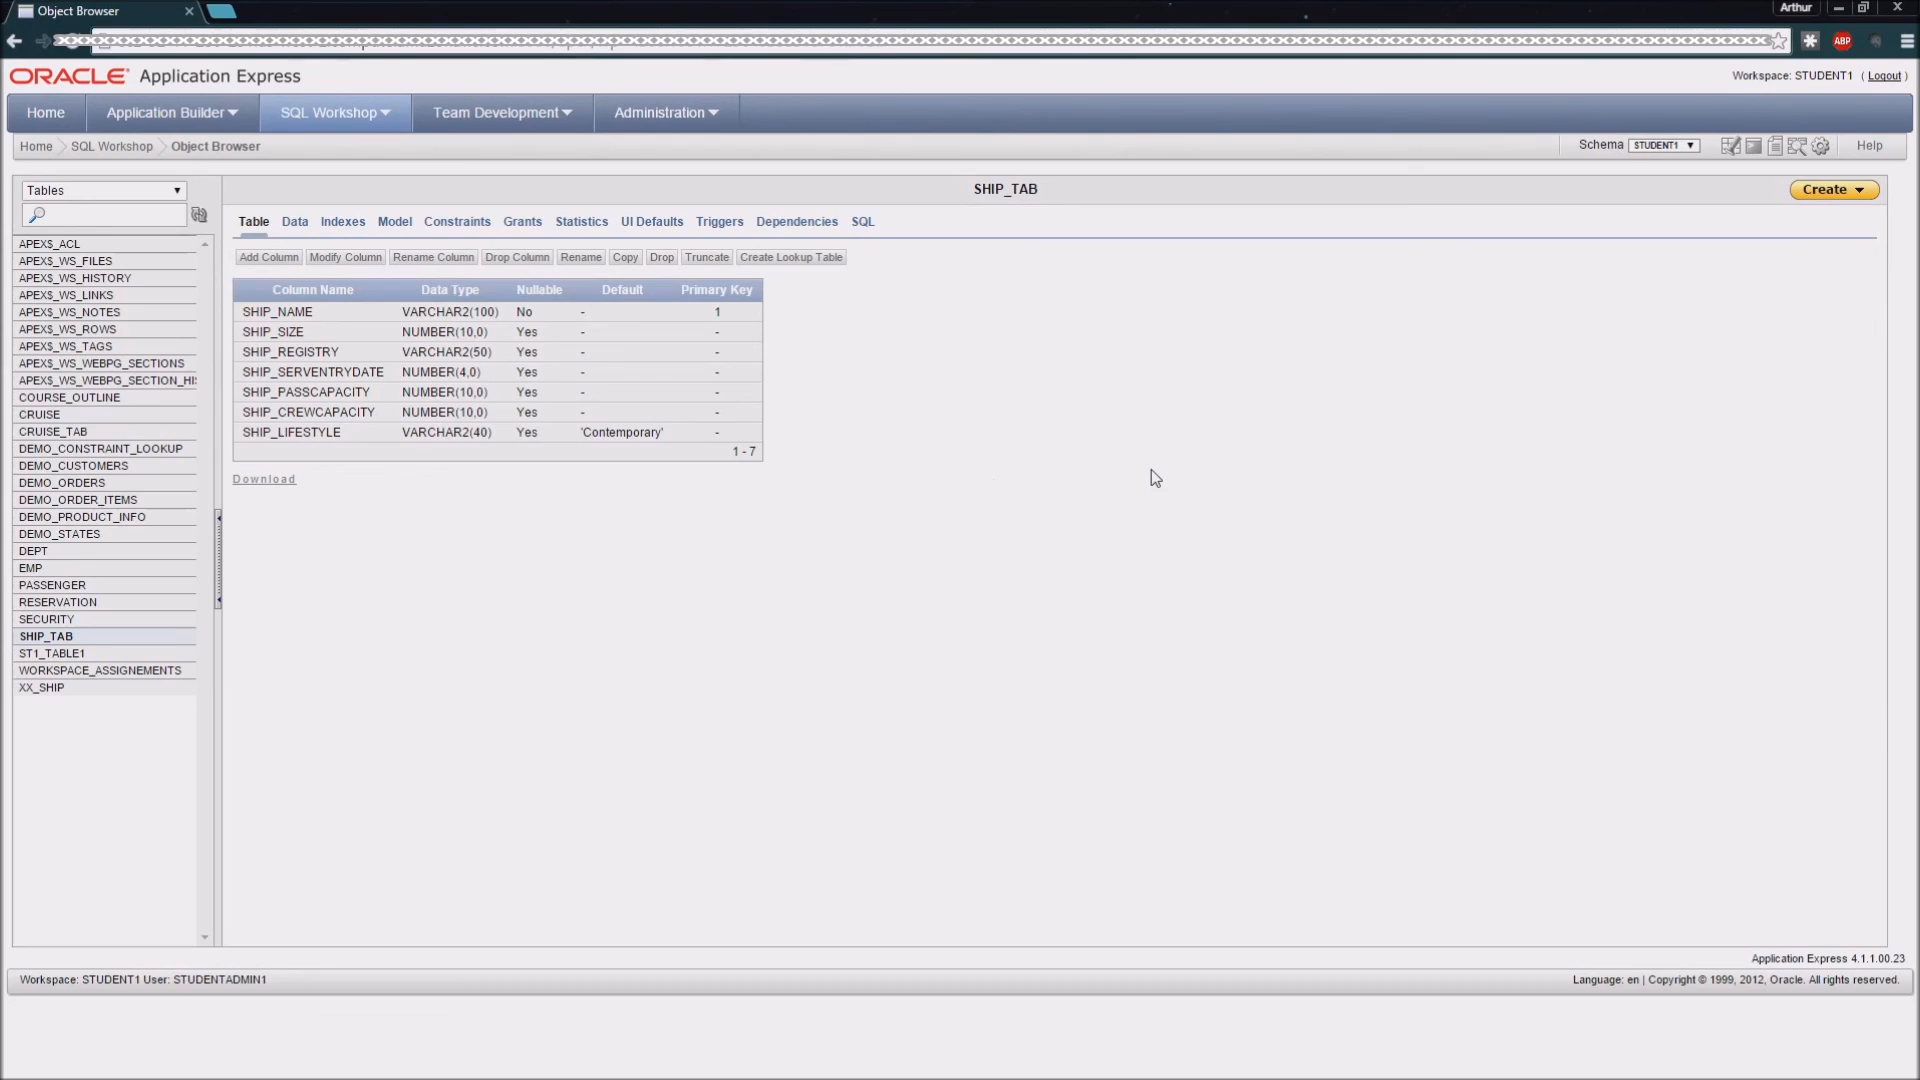 Object Browser
Arthur
ABP
ORACLE Application Express
Workspace: STUDENT1 ( Logout )
Home Application Builder SQL Workshop Team Development Administration
Home SQL Workshop Object Browser
Schema STUDENT1 Help
Tables
SHIP_TAB
Create
Table Data Indexes Model Constraints Grants Statistics UI Defaults Triggers Dependencies SQL
Add Column Modify Column Rename Column Drop Column Rename Copy Drop Truncate Create Lookup Table
Column Name Data Type Nullable Default Primary Key
SHIP_NAME VARCHAR2(100) No - 1
SHIP_SIZE NUMBER(10,0) Yes - -
SHIP_REGISTRY VARCHAR2(50) Yes - -
SHIP_SERVENTRYDATE NUMBER(4,0) Yes - -
SHIP_PASSCAPACITY NUMBER(10,0) Yes - -
SHIP_CREWCAPACITY NUMBER(10,0) Yes - -
SHIP_LIFESTYLE VARCHAR2(40) Yes 'Contemporary' -
1 - 7
Download
APEX$_ACL
APEX$_WS_FILES
APEX$_WS_HISTORY
APEX$_WS_LINKS
APEX$_WS_NOTES
APEX$_WS_ROWS
APEX$_WS_TAGS
APEX$_WS_WEBPG_SECTIONS
APEX$_WS_WEBPG_SECTION_HI
COURSE_OUTLINE
CRUISE
CRUISE_TAB
DEMO_CONSTRAINT_LOOKUP
DEMO_CUSTOMERS
DEMO_ORDERS
DEMO_ORDER_ITEMS
DEMO_PRODUCT_INFO
DEMO_STATES
DEPT
EMP
PASSENGER
RESERVATION
SECURITY
SHIP_TAB
ST1_TABLE1
WORKSPACE_ASSIGNEMENTS
XX_SHIP
Application Express 4.1.1.00.23
Workspace: STUDENT1 User: STUDENTADMIN1
Language: en | Copyright © 1999, 2012, Oracle. All rights reserved.